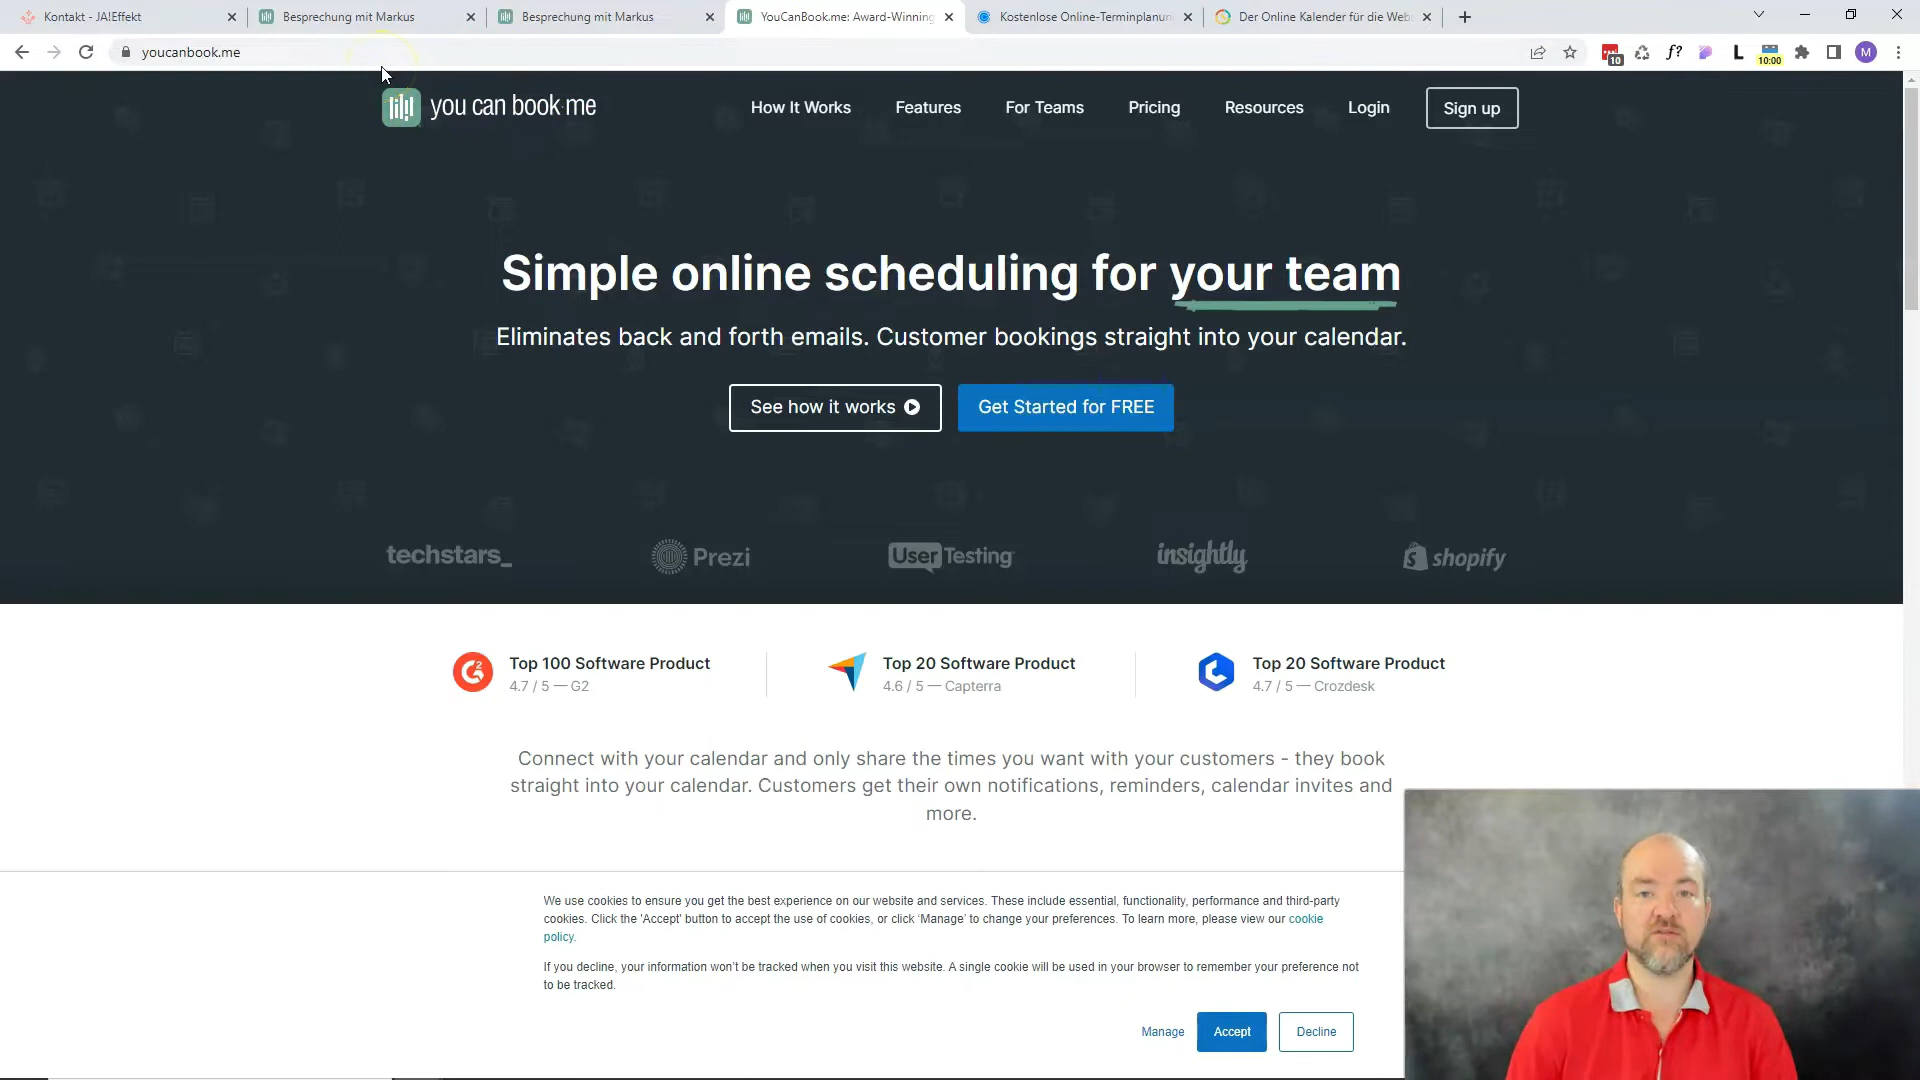 Kontakt - JA!Effekt
Besprechung mit Markus
Besprechung mit Markus
YouCanBook.me: Award-Winning
Kostenlose Online-Terminplanun
Der Online Kalender für die Web
youcanbook.me
10
f?
L
10:00
M
you can book me
How It Works
Features
For Teams
Pricing
Resources
Login
Sign up
Simple online scheduling for your team
Eliminates back and forth emails. Customer bookings straight into your calendar.
See how it works
Get Started for FREE
techstars_
Prezi
UserTesting
insightly
shopify
Top 100 Software Product
4.7 / 5 — G2
Top 20 Software Product
4.6 / 5 — Capterra
Top 20 Software Product
4.7 / 5 — Crozdesk
Connect with your calendar and only share the times you want with your customers - they book
straight into your calendar. Customers get their own notifications, reminders, calendar invites and
more.
We use cookies to ensure you get the best experience on our website and services. These include essential, functionality, performance and third-party
cookies. Click the 'Accept' button to accept the use of cookies, or click 'Manage' to change your preferences. To learn more, please view our cookie
policy.
If you decline, your information won't be tracked when you visit this website. A single cookie will be used in your browser to remember your preference not
to be tracked.
Manage
Accept
Decline